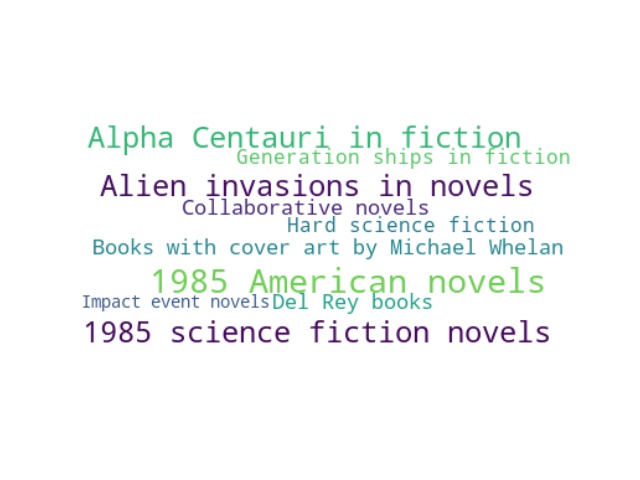 Alpha Centauri in fiction
Generation ships in fiction
Alien invasions in novels
Collaborative novels
Hard science fiction
Books with cover art by Michael Whelan
1985 American novels
Impact event novels
Del Rey books
1985 science fiction novels